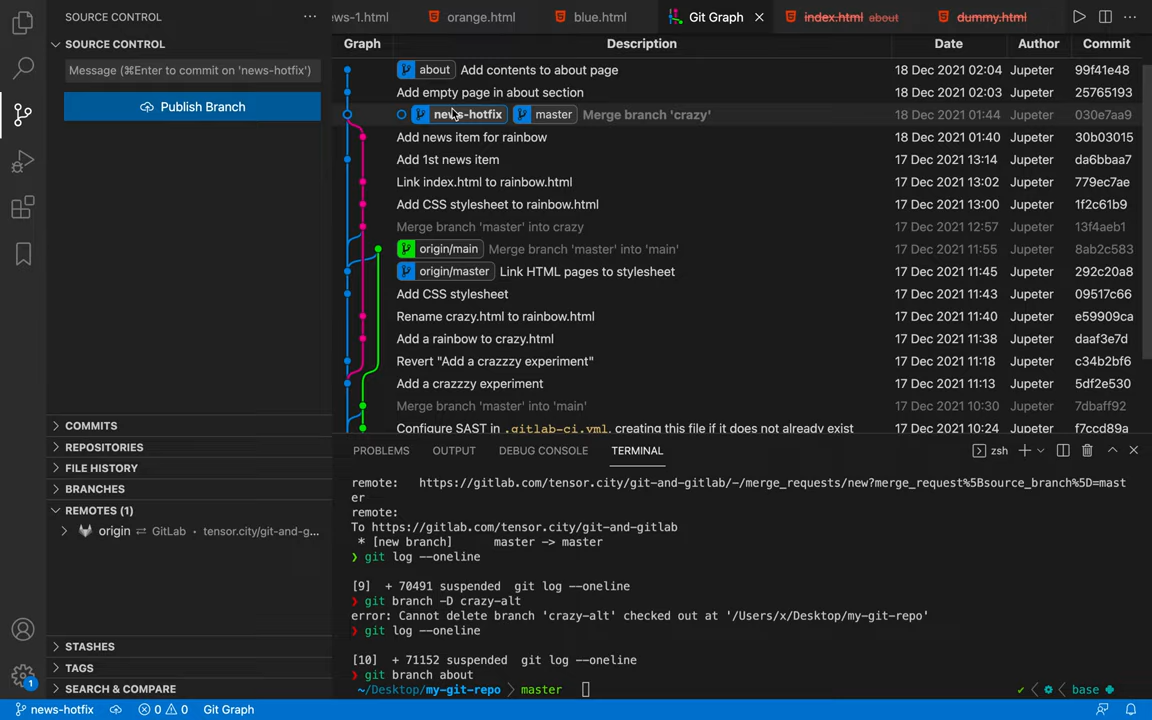 SOURCE CONTROL
···
ws-1.html
orange.html
blue.html
Git Graph
index.html about
dummy.html
SOURCE CONTROL
Message (⌘Enter to commit on 'news-hotfix')
Publish Branch
Graph Description Date Author Commit
about Add contents to about page 18 Dec 2021 02:04 Jupeter 99f41e48
Add empty page in about section 18 Dec 2021 02:03 Jupeter 25765193
news-hotfix master Merge branch 'crazy' 18 Dec 2021 01:44 Jupeter 030e7aa9
Add news item for rainbow 18 Dec 2021 01:40 Jupeter 30b03015
Add 1st news item 17 Dec 2021 13:14 Jupeter da6bbaa7
Link index.html to rainbow.html 17 Dec 2021 13:02 Jupeter 779ec7ae
Add CSS stylesheet to rainbow.html 17 Dec 2021 13:00 Jupeter 1f2c61b9
Merge branch 'master' into crazy 17 Dec 2021 12:57 Jupeter 13f4aeb1
origin/main Merge branch 'master' into 'main' 17 Dec 2021 11:55 Jupeter 8ab2c583
origin/master Link HTML pages to stylesheet 17 Dec 2021 11:45 Jupeter 292c20a8
Add CSS stylesheet 17 Dec 2021 11:43 Jupeter 09517c66
Rename crazy.html to rainbow.html 17 Dec 2021 11:40 Jupeter e59909ca
Add a rainbow to crazy.html 17 Dec 2021 11:38 Jupeter daaf3e7d
Revert "Add a crazzzy experiment" 17 Dec 2021 11:18 Jupeter c34b2bf6
Add a crazzzy experiment 17 Dec 2021 11:13 Jupeter 5df2e530
Merge branch 'master' into 'main' 17 Dec 2021 10:30 Jupeter 7dbaff92
Configure SAST in .gitlab-ci.yml, creating this file if it does not already exist 17 Dec 2021 10:24 Jupeter f7ccd89a
COMMITS
REPOSITORIES
FILE HISTORY
BRANCHES
REMOTES (1)
origin ⇄ GitLab • tensor.city/git-and-g...
STASHES
TAGS
SEARCH & COMPARE
PROBLEMS OUTPUT DEBUG CONSOLE TERMINAL zsh
remote: https://gitlab.com/tensor.city/git-and-gitlab/-/merge_requests/new?merge_request%5Bsource_branch%5D=mast
er
remote:
To https://gitlab.com/tensor.city/git-and-gitlab
* [new branch] master -> master
❯ git log --oneline
[9] + 70491 suspended git log --oneline
❯ git branch -D crazy-alt
error: Cannot delete branch 'crazy-alt' checked out at '/Users/x/Desktop/my-git-repo'
❯ git log --oneline
[10] + 71152 suspended git log --oneline
❯ git branch about
~/Desktop/my-git-repo master ✓ base
1
news-hotfix 0 0 Git Graph